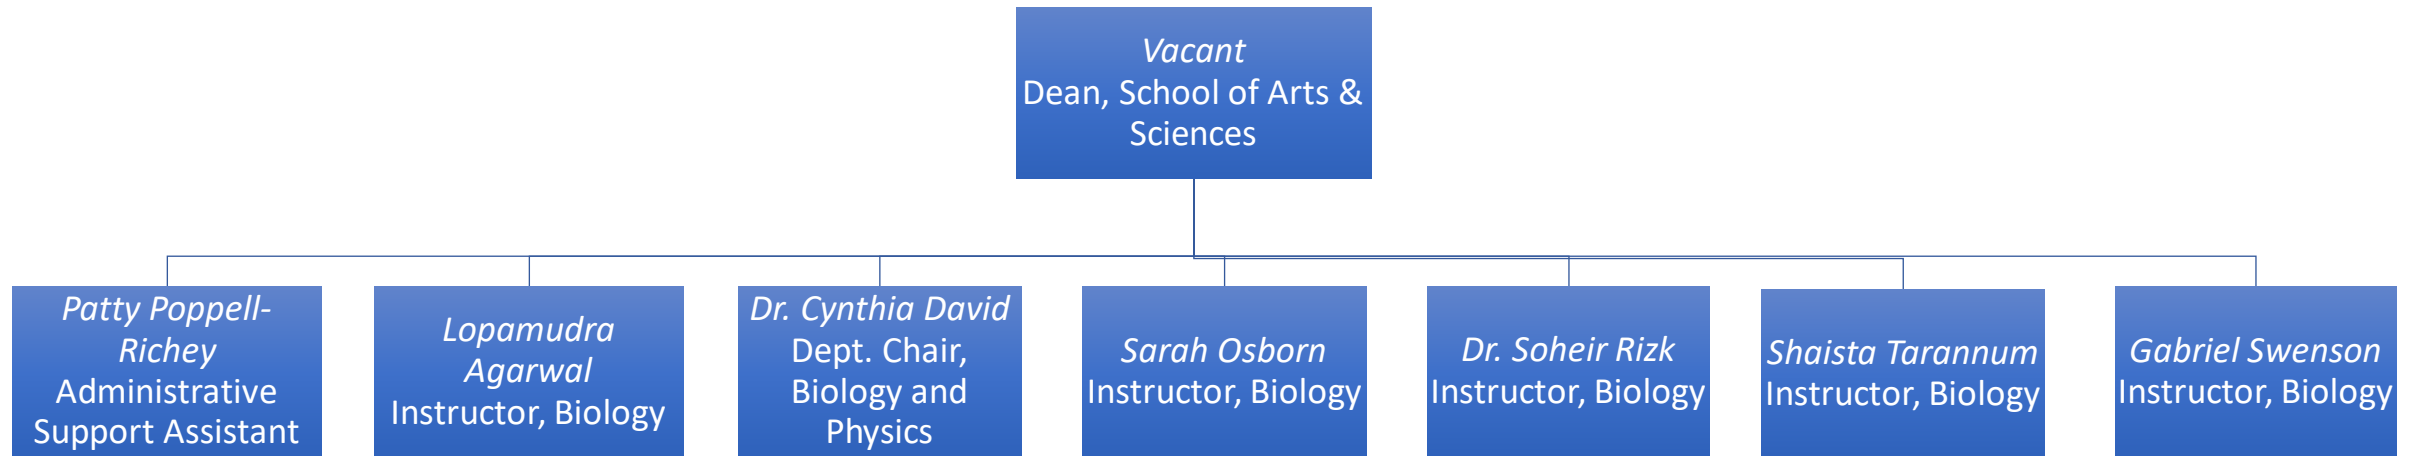 Vacant
Dean, School of Arts &
Sciences
Patty Poppell-
Richey
Administrative
Support Assistant
Lopamudra
Agarwal
Instructor, Biology
Dr. Cynthia David
Dept. Chair,
Biology and
Physics
Sarah Osborn
Instructor, Biology
Dr. Soheir Rizk
Instructor, Biology
Shaista Tarannum
Instructor, Biology
Gabriel Swenson
Instructor, Biology